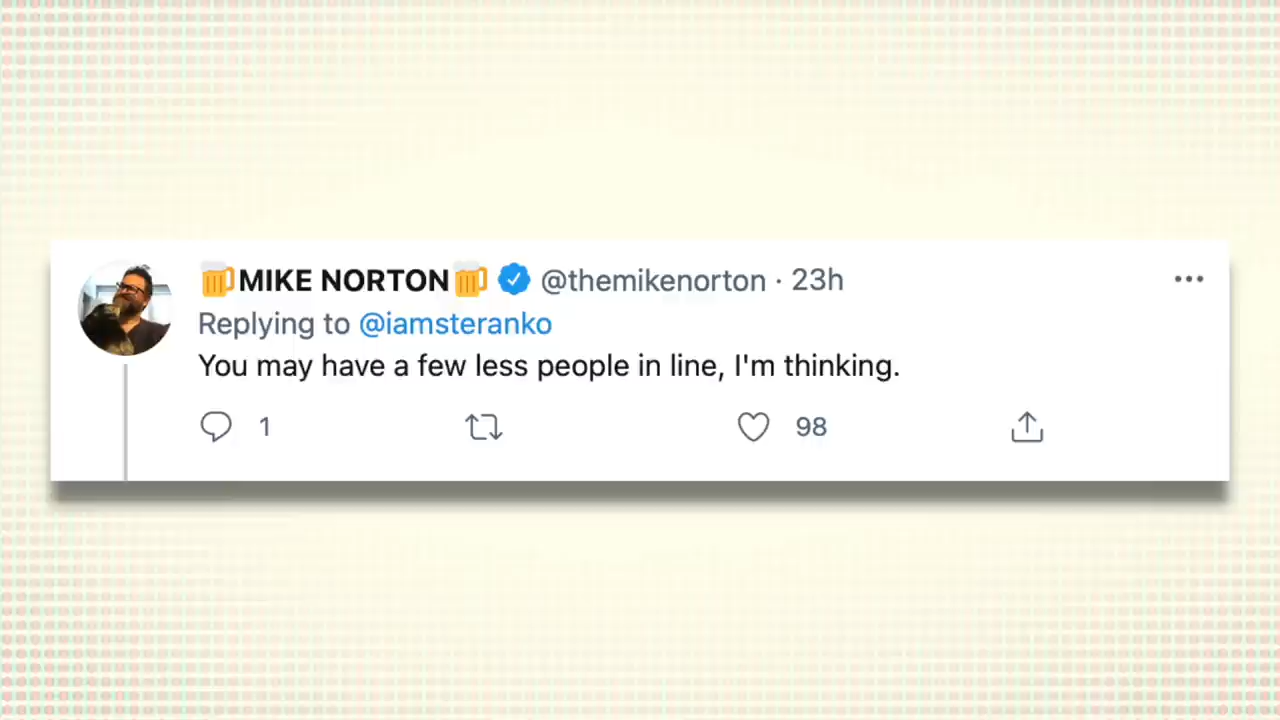 🍺MIKE NORTON🍺 @themikenorton · 23h
Replying to @iamsteranko
You may have a few less people in line, I'm thinking.
1 98